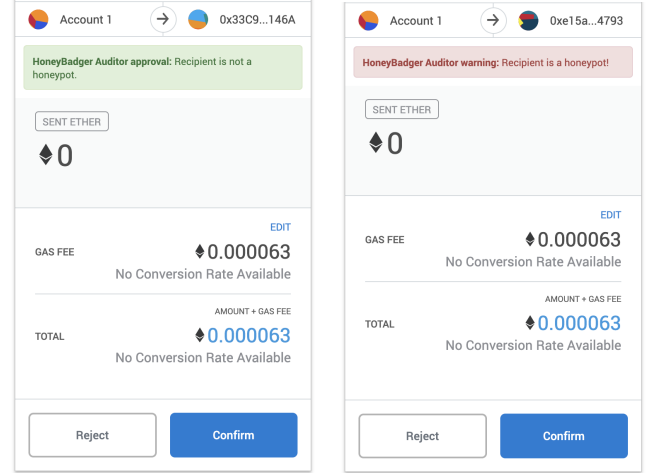 Account 1
0x33C9...146A
HoneyBadger Auditor approval: Recipient is not a
honeypot.
SENT ETHER
0
EDIT
GAS FEE
0.000063
No Conversion Rate Available
AMOUNT + GAS FEE
TOTAL
0.000063
No Conversion Rate Available
Reject
Confirm
Account 1
0xe15a...4793
HoneyBadger Auditor warning: Recipient is a honeypot!
SENT ETHER
0
EDIT
GAS FEE
0.000063
No Conversion Rate Available
AMOUNT + GAS FEE
TOTAL
0.000063
No Conversion Rate Available
Reject
Confirm